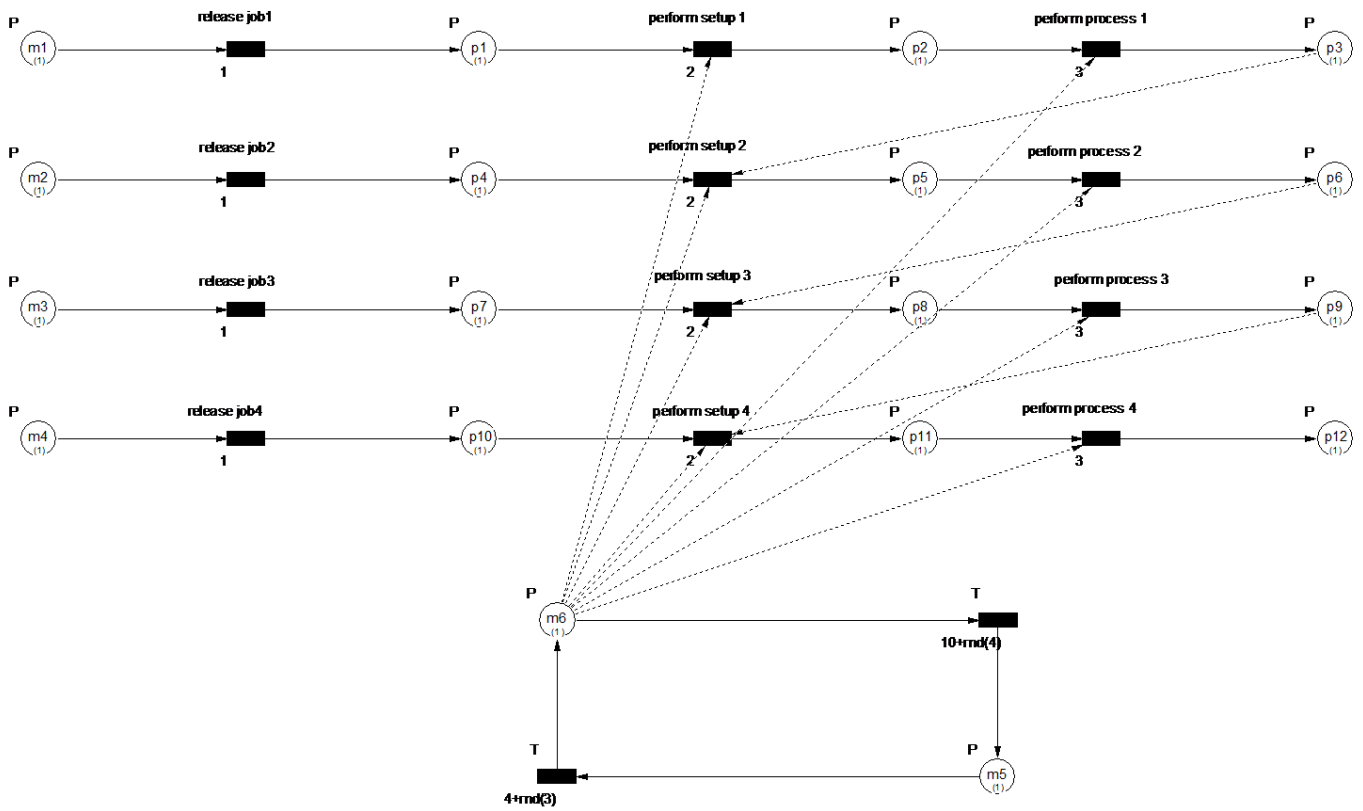 release job1
perform setup 1
perform process 1
P
P
P
P
m1
(1)
p1
(1)
p2
(1)
p3
(1)
1
2
3
release job2
perform setup 2
perform process 2
P
P
P
P
m2
(1)
p4
(1)
p5
(1)
p6
(1)
1
2
3
release job3
perform setup 3
perform process 3
P
P
P
P
m3
(1)
p7
(1)
p8
(1)
p9
(1)
1
2
3
release job4
perform setup 4
perform process 4
P
P
P
P
m4
(1)
p10
(1)
p11
(1)
p12
(1)
1
2
3
P
T
m6
(1)
10+rnd(4)
T
P
m5
(1)
4+rnd(3)